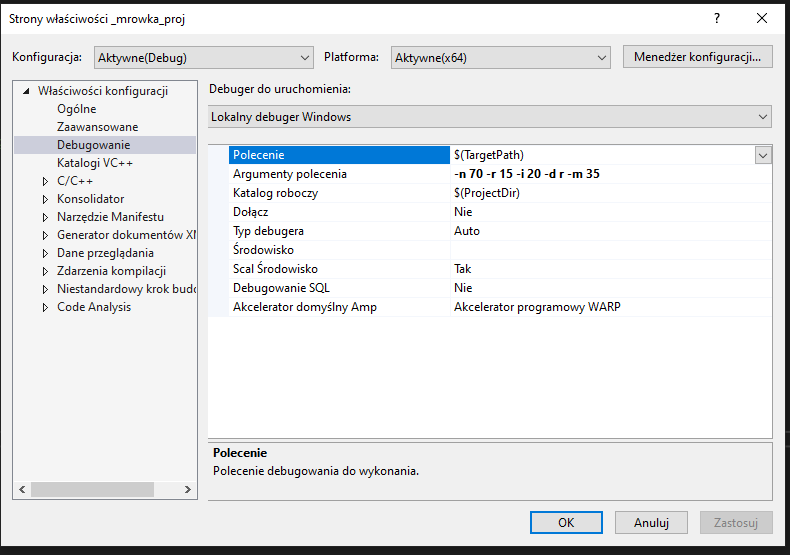 Strony właściwości _mrowka_proj
? ✕
Konfiguracja: Aktywne(Debug) Platforma: Aktywne(x64) Menedżer konfiguracji...
Właściwości konfiguracji
Ogólne
Zaawansowane
Debugowanie
Katalogi VC++
C/C++
Konsolidator
Narzędzie Manifestu
Generator dokumentów XM
Dane przeglądania
Zdarzenia kompilacji
Niestandardowy krok budo
Code Analysis
Debuger do uruchomienia:
Lokalny debuger Windows
Polecenie $(TargetPath)
Argumenty polecenia -n 70 -r 15 -i 20 -d r -m 35
Katalog roboczy $(ProjectDir)
Dołącz Nie
Typ debugera Auto
Środowisko
Scal Środowisko Tak
Debugowanie SQL Nie
Akcelerator domyślny Amp Akcelerator programowy WARP
Polecenie
Polecenie debugowania do wykonania.
OK Anuluj Zastosuj